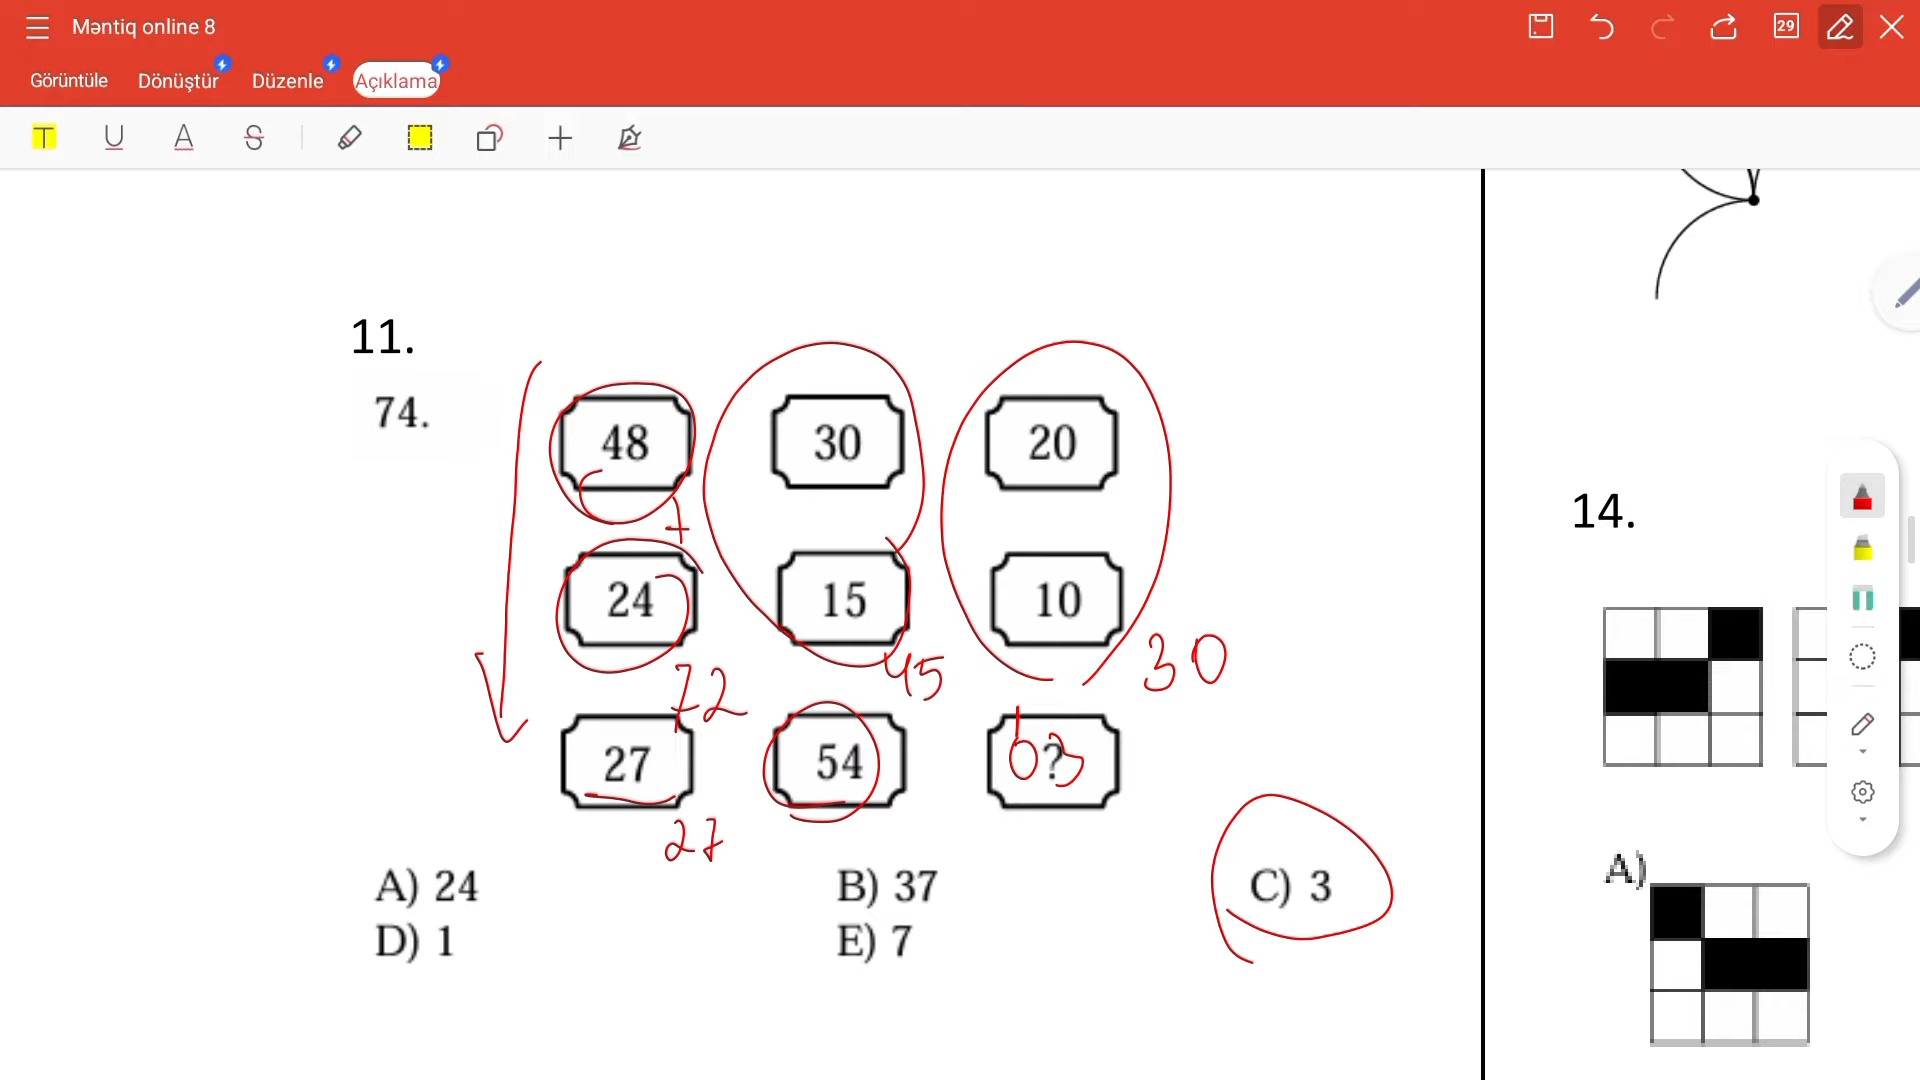 Məntiq online 8
29
Görüntüle Dönüştür Düzenle Açıklama
T U A S
11.
74.
48 30 20
24 15 10
72 45 30
27 54 ?
03
27
14.
A) 24 B) 37 C) 3
D) 1 E) 7
A)